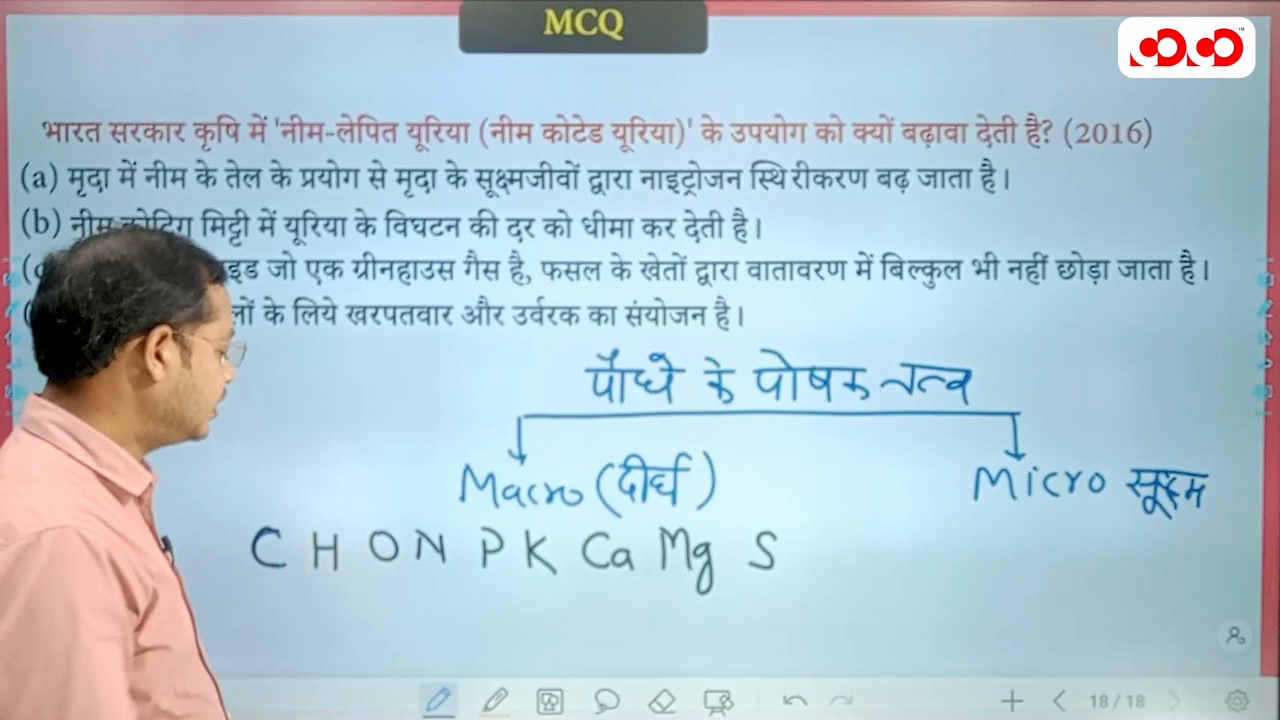 MCQ
भारत सरकार कृषि में 'नीम-लेपित यूरिया (नीम कोटेड यूरिया)' के उपयोग को क्यों बढ़ावा देती है? (2016)
(a) मृदा में नीम के तेल के प्रयोग से मृदा के सूक्ष्मजीवों द्वारा नाइट्रोजन स्थिरीकरण बढ़ जाता है।
(b) नीम कोटिंग मिट्टी में यूरिया के विघटन की दर को धीमा कर देती है।
जो एक ग्रीनहाउस गैस है, फसल के खेतों द्वारा वातावरण में बिल्कुल भी नहीं छोड़ा जाता है।
के लिये खरपतवार और उर्वरक का संयोजन है।
पौधे के पोषक तत्व
Macro (दीर्घ) Micro सूक्ष्म
C H O N P K Ca Mg S
18/18